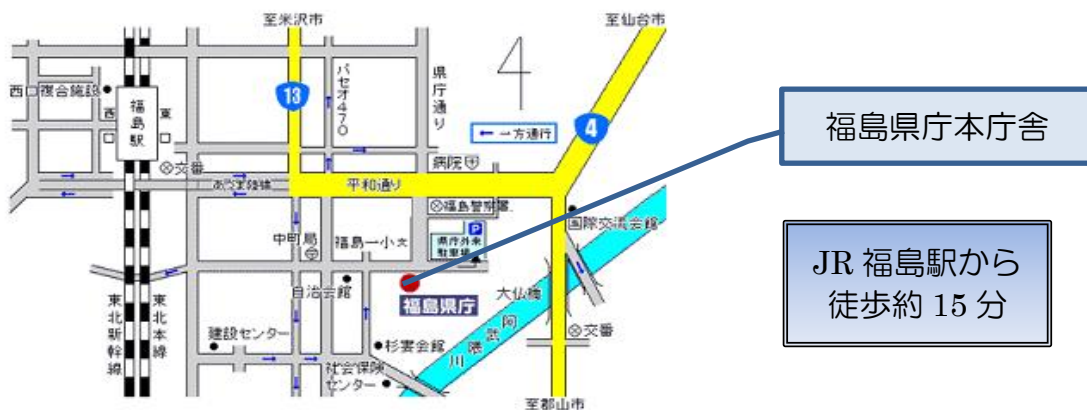 至米沢市
至仙台市
西口複合施設
福島駅
西口
東口
13
パセオ470
県庁通り
4
← 一方通行
福島県庁本庁舎
交番
病院
あづま陸橋
平和通り
福島警察署
P
県庁外来
駐車場
国際交流会館
中町局
福島一小
自治会館
福島県庁
大仏橋
JR 福島駅から
徒歩約 15 分
東北新幹線
東北本線
建設センター
杉妻会館
社会保険
センター
阿武隈川
交番
至郡山市